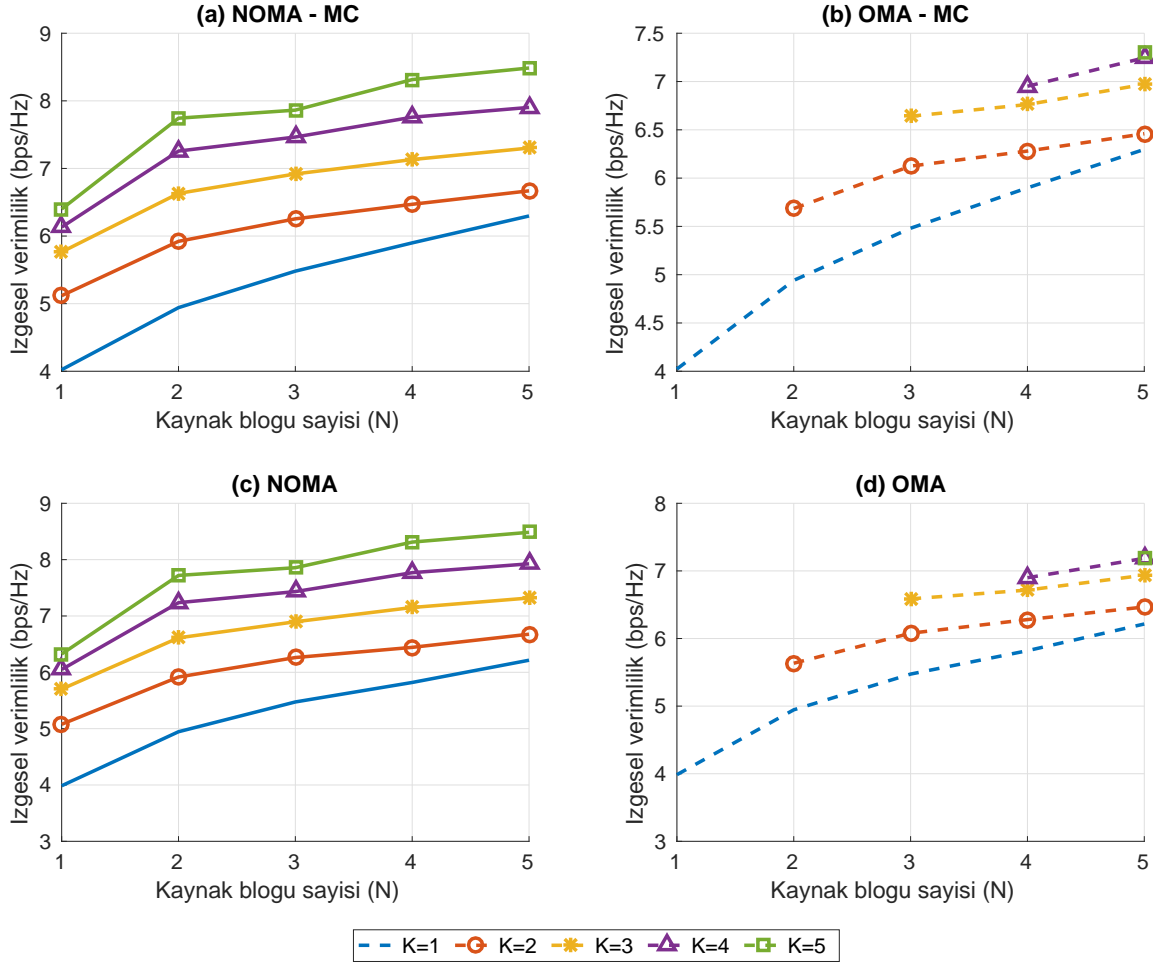 (a) NOMA - MC
9
8
7
6
5
4
Izgesel verimlilik (bps/Hz)
1 2 3 4 5
Kaynak blogu sayisi (N)
(b) OMA - MC
7.5
7
6.5
6
5.5
5
4.5
4
Izgesel verimlilik (bps/Hz)
1 2 3 4 5
Kaynak blogu sayisi (N)
(c) NOMA
9
8
7
6
5
4
3
Izgesel verimlilik (bps/Hz)
1 2 3 4 5
Kaynak blogu sayisi (N)
(d) OMA
8
7
6
5
4
3
Izgesel verimlilik (bps/Hz)
1 2 3 4 5
Kaynak blogu sayisi (N)
K=1 K=2 K=3 K=4 K=5